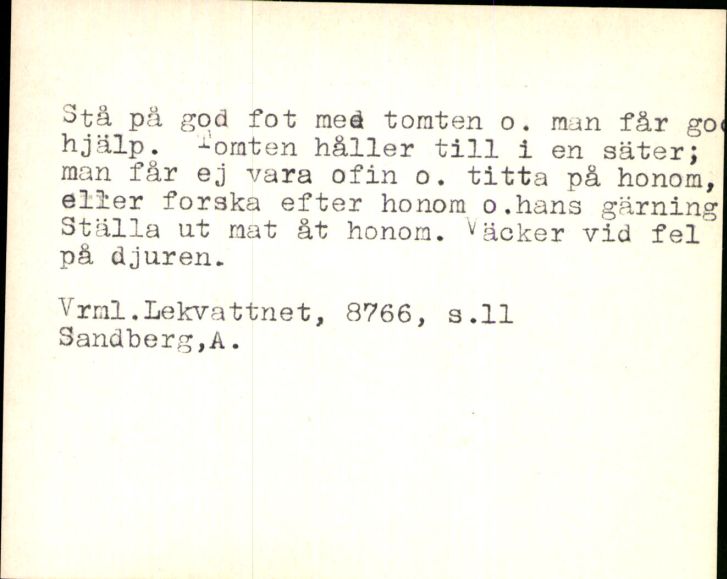 Stå på god fot med tomten o. man får god
hjälp. Tomten håller till i en säter;
man får ej vara ofin o. titta på honom,
eller forska efter honom o.hans gärning
Ställa ut mat åt honom. Väcker vid fel
på djuren.
Vrml.Lekvattnet, 8766, s.11
Sandberg,A.